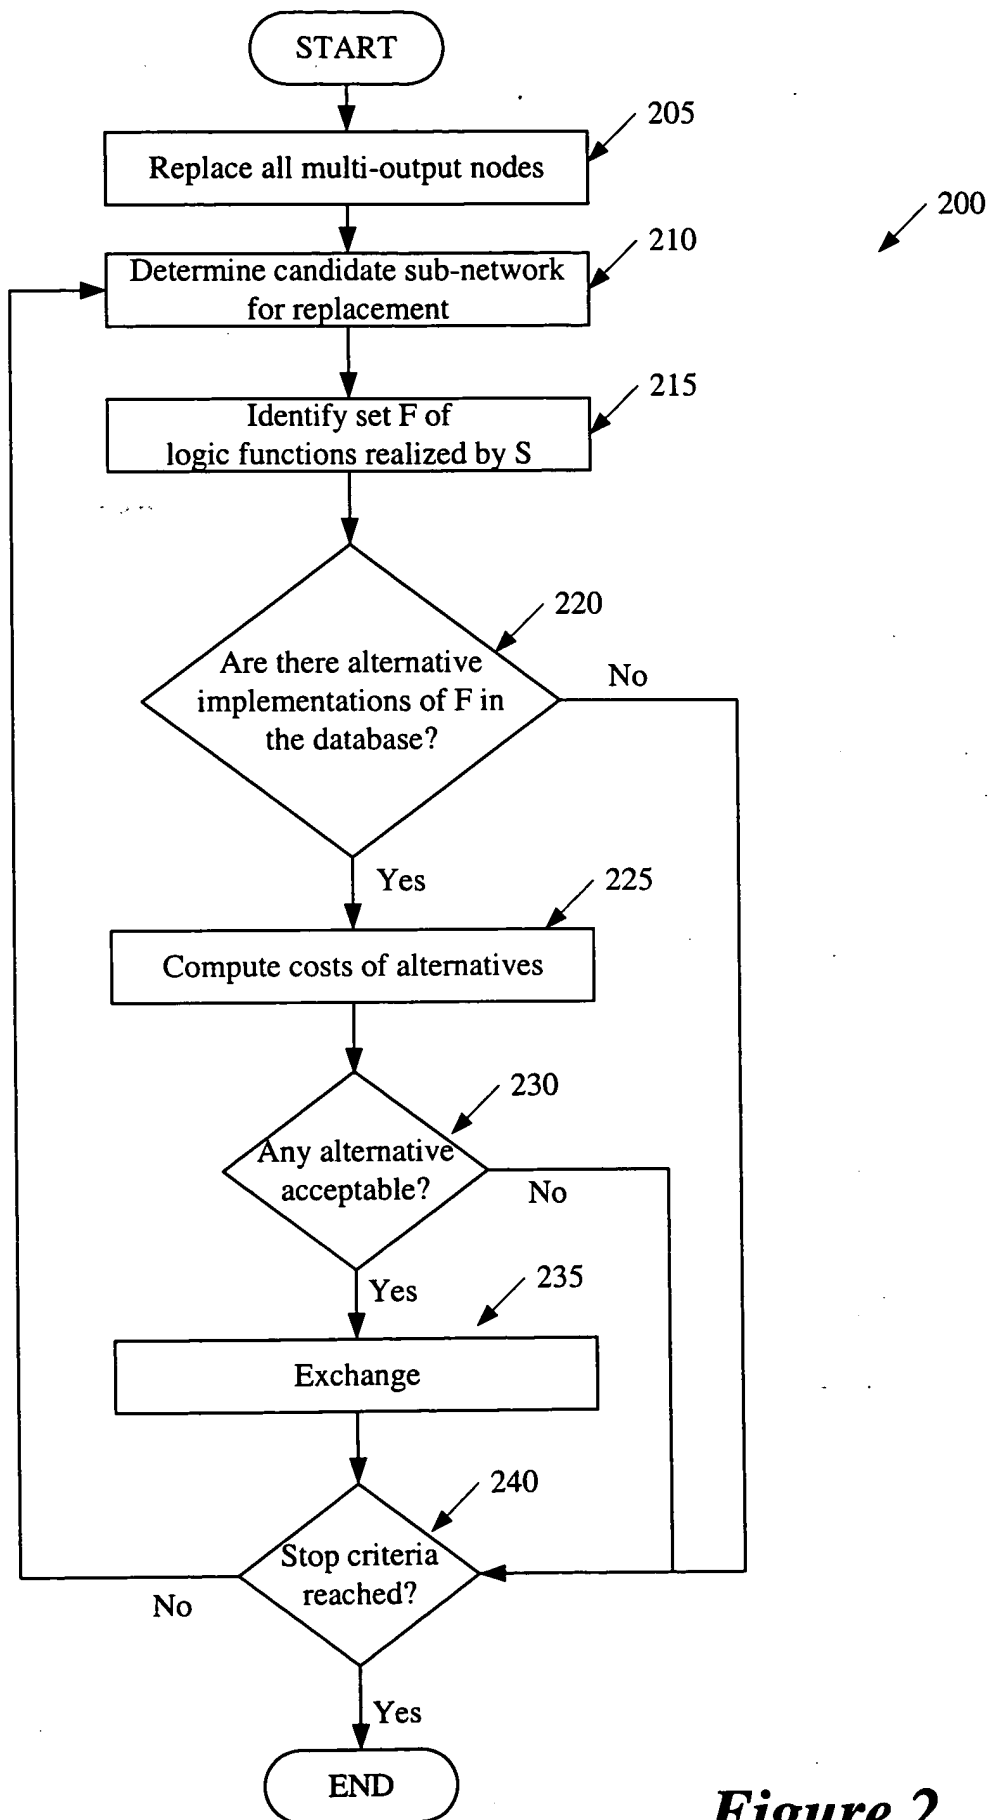 START
205
Replace all multi-output nodes
200
210
Determine candidate sub-network
for replacement
215
Identify set F of
logic functions realized by S
220
Are there alternative
implementations of F in
the database?
No
Yes
225
Compute costs of alternatives
230
Any alternative
acceptable?
No
Yes
235
Exchange
240
Stop criteria
reached?
No
Yes
END
Figure 2